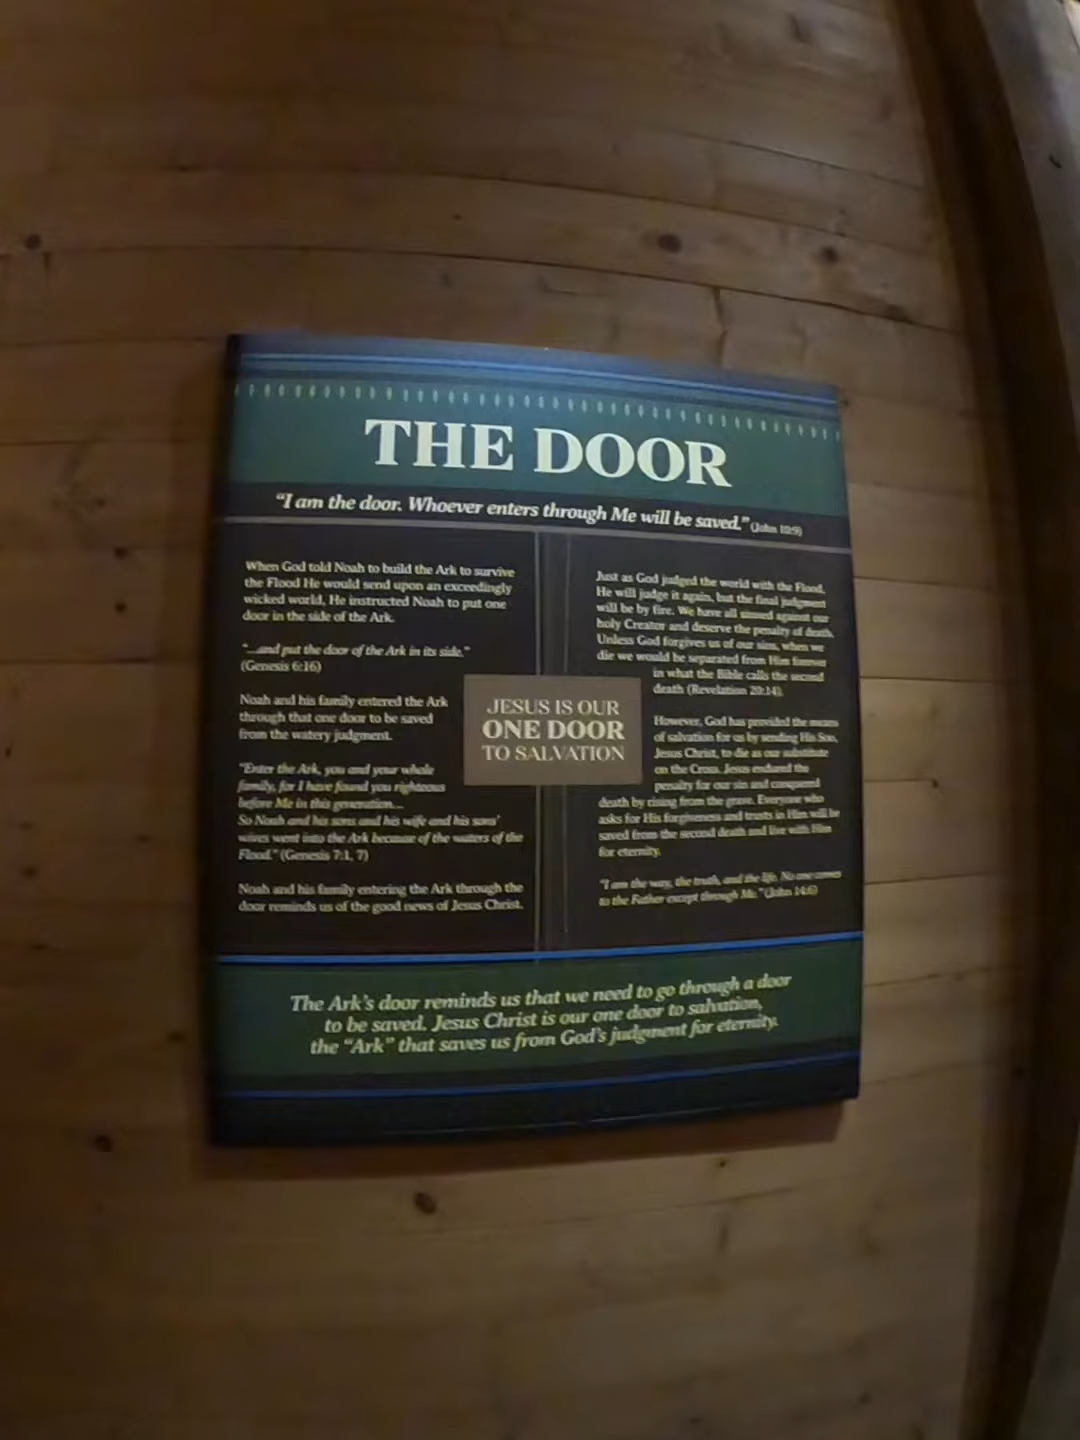 THE DOOR
"I am the door. Whoever enters through Me will be saved." (John 10:9)
When God told Noah to build the Ark to survive
the Flood He would send upon an exceedingly
wicked world, He instructed Noah to put one
door in the side of the Ark.
"...and put the door of the Ark in its side."
(Genesis 6:16)
Noah and his family entered the Ark
through that one door to be saved
from the watery judgment.
"Enter the Ark, you and your whole
family, for I have found you righteous
before Me in this generation...
So Noah and his sons and his wife and his sons'
wives went into the Ark because of the waters of the
Flood." (Genesis 7:1, 7)
Noah and his family entering the Ark through the
door reminds us of the good news of Jesus Christ.
JESUS IS OUR
ONE DOOR
TO SALVATION
Just as God judged the world with the Flood,
He will judge it again, but the final judgment
will be by fire. We have all sinned against our
holy Creator and deserve the penalty of death.
Unless God forgives us of our sins, when we
die we would be separated from Him forever
in what the Bible calls the second
death (Revelation 20:14).
However, God has provided the means
of salvation for us by sending His Son,
Jesus Christ, to die as our substitute
on the Cross. Jesus endured the
penalty for our sin and conquered
death by rising from the grave. Everyone who
asks for His forgiveness and trusts in Him will be
saved from the second death and live with Him
for eternity.
"I am the way, the truth, and the life. No one comes
to the Father except through Me." (John 14:6)
The Ark's door reminds us that we need to go through a door
to be saved. Jesus Christ is our one door to salvation,
the "Ark" that saves us from God's judgment for eternity.